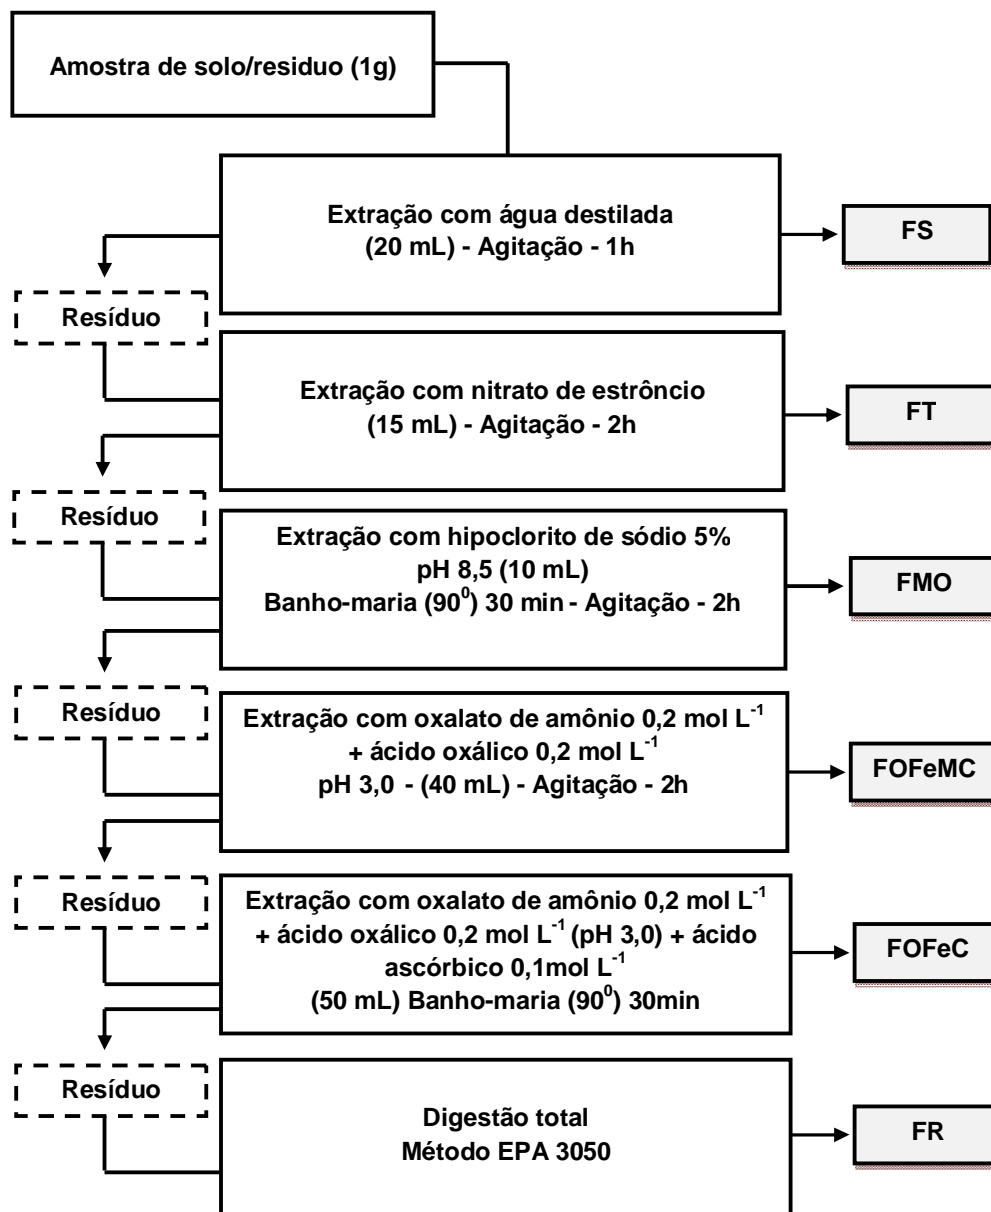 Amostra de solo/residuo (1g)
Extração com água destilada
(20 mL) - Agitação - 1h
FS
Resíduo
Extração com nitrato de estrôncio
(15 mL) - Agitação - 2h
FT
Resíduo
Extração com hipoclorito de sódio 5%
pH 8,5 (10 mL)
Banho-maria (90⁰) 30 min - Agitação - 2h
FMO
Resíduo
Extração com oxalato de amônio 0,2 mol L⁻¹
+ ácido oxálico 0,2 mol L⁻¹
pH 3,0 - (40 mL) - Agitação - 2h
FOFeMC
Resíduo
Extração com oxalato de amônio 0,2 mol L⁻¹
+ ácido oxálico 0,2 mol L⁻¹ (pH 3,0) + ácido
ascórbico 0,1mol L⁻¹
(50 mL) Banho-maria (90⁰) 30min
FOFeC
Resíduo
Digestão total
Método EPA 3050
FR